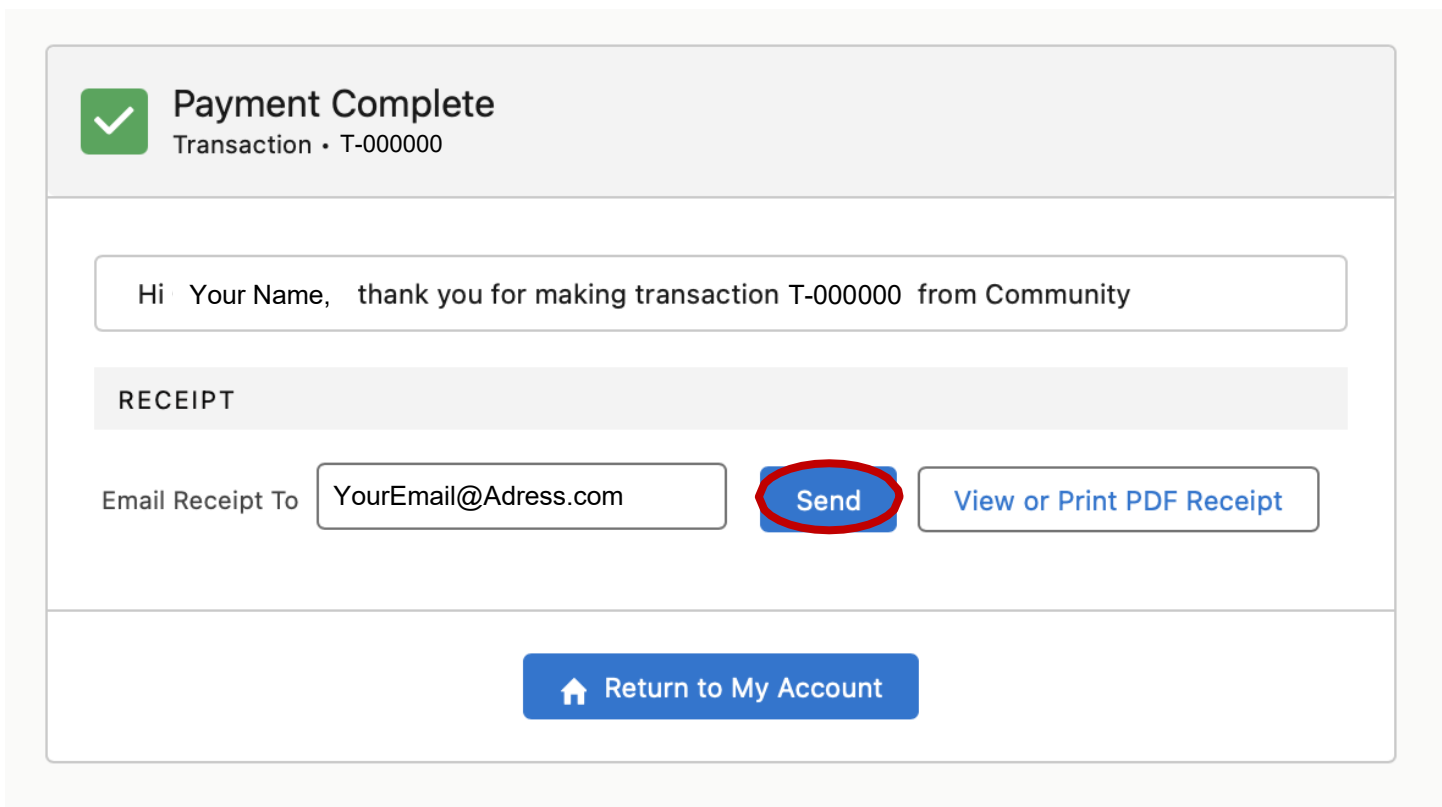 Payment Complete
Transaction • T-000000
Hi Your Name, thank you for making transaction T-000000 from Community
RECEIPT
Email Receipt To YourEmail@Adress.com Send View or Print PDF Receipt
Return to My Account